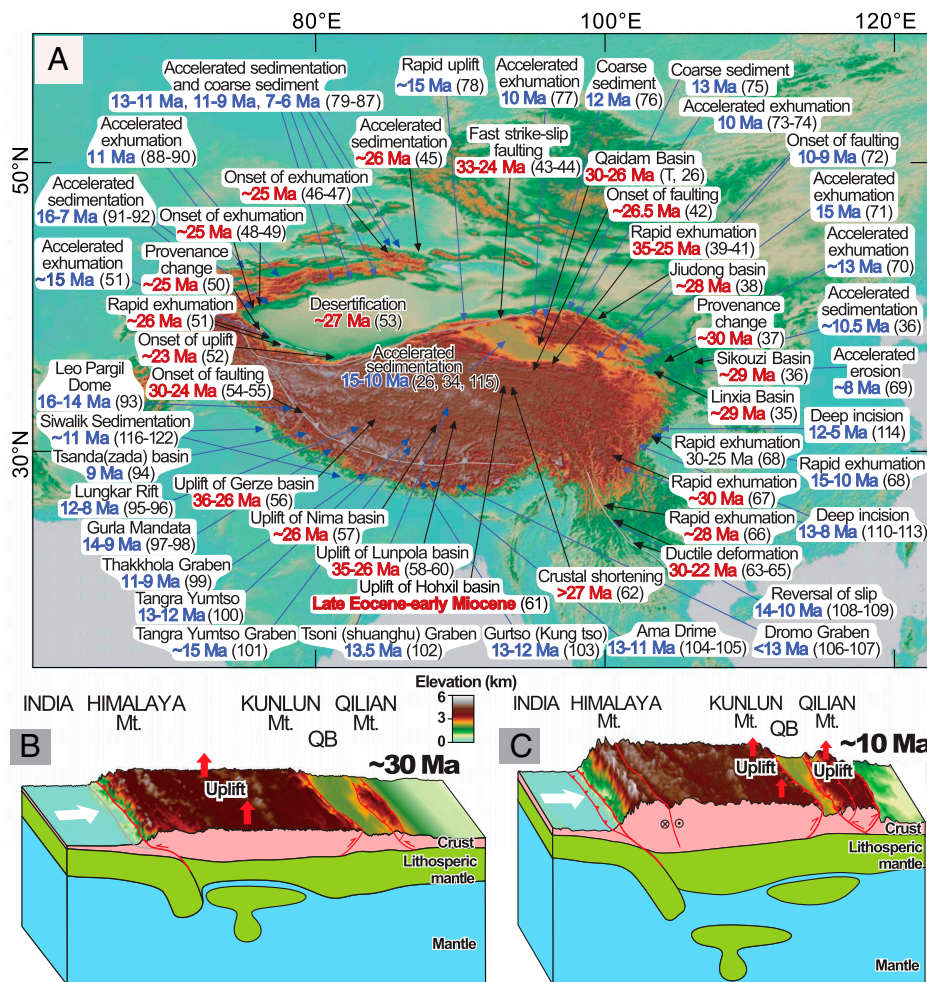 80°E
100°E
120°E
A
50°N
30°N
Accelerated sedimentation
and coarse sediment
13-11 Ma, 11-9 Ma, 7-6 Ma (79-87)
Rapid uplift
~15 Ma (78)
Accelerated
exhumation
10 Ma (77)
Coarse
sediment
12 Ma (76)
Coarse sediment
13 Ma (75)
Accelerated exhumation
10 Ma (73-74)
Onset of faulting
10-9 Ma (72)
Accelerated
exhumation
11 Ma (88-90)
Accelerated
sedimentation
~26 Ma (45)
Fast strike-slip
faulting
33-24 Ma (43-44)
Qaidam Basin
30-26 Ma (T, 26)
Accelerated
exhumation
15 Ma (71)
Onset of exhumation
~25 Ma (46-47)
Onset of faulting
~26.5 Ma (42)
Accelerated
sedimentation
16-7 Ma (91-92)
Onset of exhumation
~25 Ma (48-49)
Rapid exhumation
35-25 Ma (39-41)
Accelerated
exhumation
~13 Ma (70)
Accelerated
exhumation
~15 Ma (51)
Provenance
change
~25 Ma (50)
Jiudong basin
~28 Ma (38)
Rapid exhumation
~26 Ma (51)
Desertification
~27 Ma (53)
Provenance
change
~30 Ma (37)
Accelerated
sedimentation
~10.5 Ma (36)
Onset of uplift
~23 Ma (52)
Accelerated
sedimentation
15-10 Ma (26, 34, 115)
Sikouzi Basin
~29 Ma (36)
Accelerated
erosion
~8 Ma (69)
Leo Pargil
Dome
16-14 Ma (93)
Onset of faulting
30-24 Ma (54-55)
Linxia Basin
~29 Ma (35)
Siwalik Sedimentation
~11 Ma (116-122)
Deep incision
12-5 Ma (114)
Tsanda(zada) basin
9 Ma (94)
Rapid exhumation
30-25 Ma (68)
Rapid exhumation
15-10 Ma (68)
Lungkar Rift
12-8 Ma (95-96)
Uplift of Gerze basin
36-26 Ma (56)
Rapid exhumation
~30 Ma (67)
Gurla Mandata
14-9 Ma (97-98)
Uplift of Nima basin
~26 Ma (57)
Rapid exhumation
~28 Ma (66)
Deep incision
13-8 Ma (110-113)
Thakkhola Graben
11-9 Ma (99)
Uplift of Lunpola basin
35-26 Ma (58-60)
Ductile deformation
30-22 Ma (63-65)
Tangra Yumtso
13-12 Ma (100)
Uplift of Hohxil basin
Late Eocene-early Miocene (61)
Crustal shortening
>27 Ma (62)
Reversal of slip
14-10 Ma (108-109)
Tangra Yumtso Graben
~15 Ma (101)
Tsoni (shuanghu) Graben
13.5 Ma (102)
Gurtso (Kung tso)
13-12 Ma (103)
Ama Drime
13-11 Ma (104-105)
Dromo Graben
<13 Ma (106-107)
Elevation (km)
6
3
0
INDIA HIMALAYA
Mt.
KUNLUN
Mt.
QILIAN
Mt.
QB
B
~30 Ma
Uplift
Crust
Lithosperic
mantle
Mantle
INDIA HIMALAYA
Mt.
KUNLUN
Mt.
QILIAN
Mt.
QB
C
~10 Ma
Uplift
Uplift
Crust
Lithosperic
mantle
Mantle